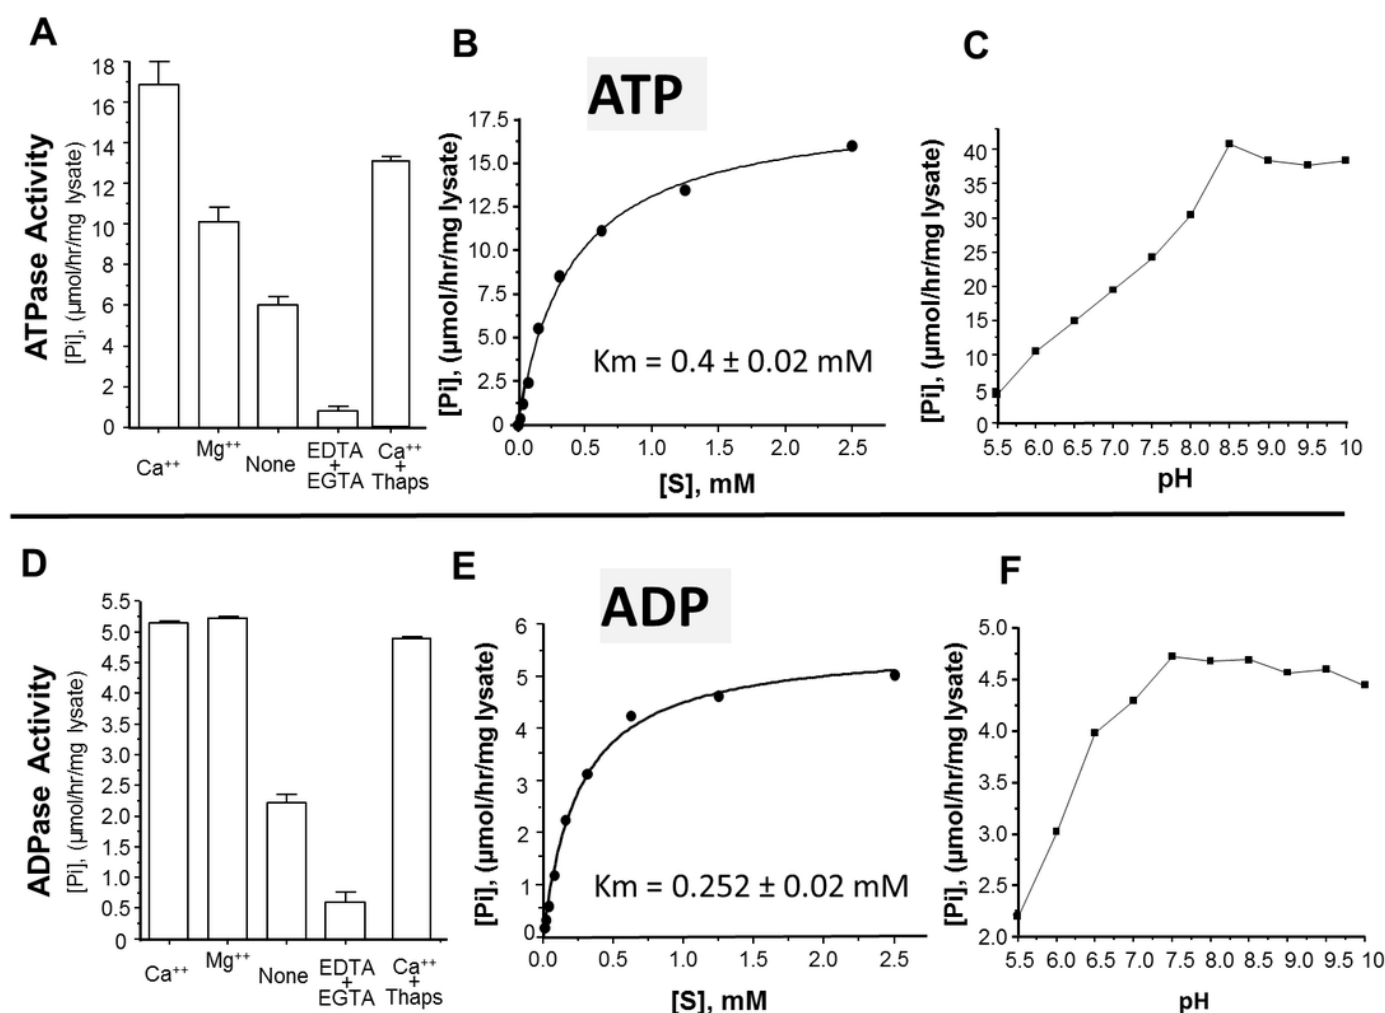 A
ATPase Activity
[Pi], (µmol/hr/mg lysate)
18
16
14
12
10
8
6
4
2
0
Ca++
Mg++
None
EDTA
+
EGTA
Ca++
+
Thaps
B
ATP
[Pi], (µmol/hr/mg lysate)
17.5
15.0
12.5
10.0
7.5
5.0
2.5
0
Km = 0.4 ± 0.02 mM
0.0 0.5 1.0 1.5 2.0 2.5
[S], mM
C
[Pi], (µmol/hr/mg lysate)
40
35
30
25
20
15
10
5
0
5.5 6.0 6.5 7.0 7.5 8.0 8.5 9.0 9.5 10
pH
D
ADPase Activity
[Pi], (µmol/hr/mg lysate)
5.5
5.0
4.5
4.0
3.5
3.0
2.5
2.0
1.5
1.0
0.5
0
Ca++
Mg++
None
EDTA
+
EGTA
Ca++
+
Thaps
E
ADP
[Pi], (µmol/hr/mg lysate)
6
5
4
3
2
1
0
Km = 0.252 ± 0.02 mM
0.0 0.5 1.0 1.5 2.0 2.5
[S], mM
F
[Pi], (µmol/hr/mg lysate)
5.0
4.5
4.0
3.5
3.0
2.5
2.0
5.5 6.0 6.5 7.0 7.5 8.0 8.5 9.0 9.5 10
pH